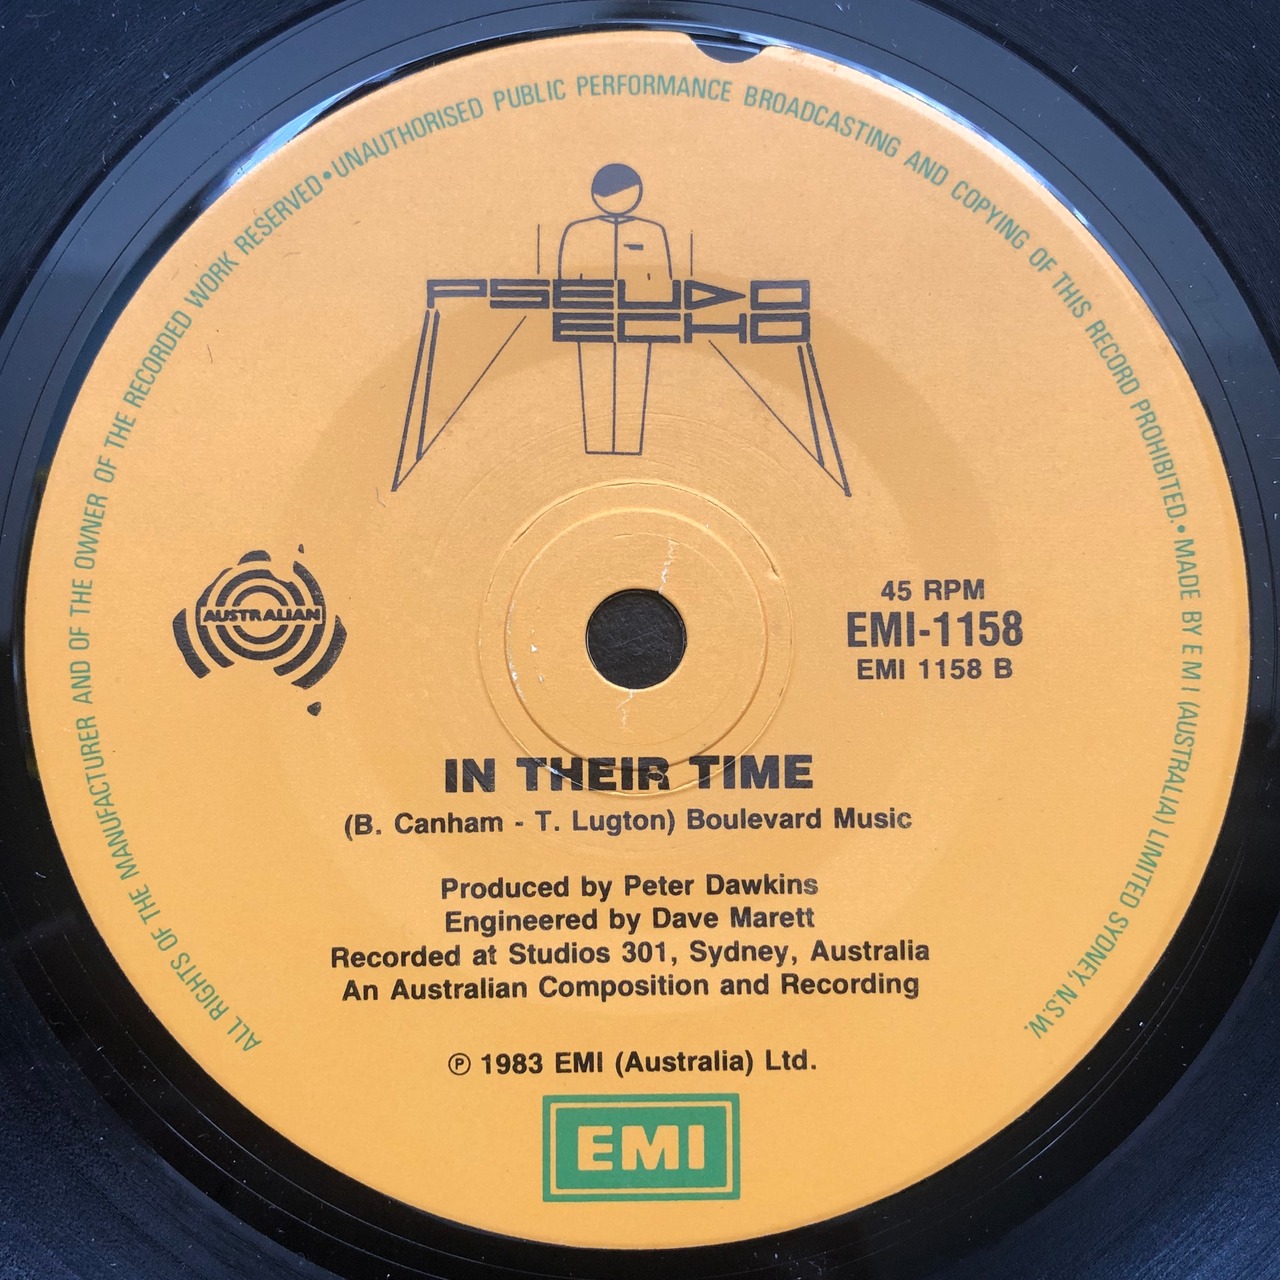 ALL RIGHTS OF THE MANUFACTURER AND OF THE OWNER OF THE RECORDED WORK RESERVED • UNAUTHORISED PUBLIC PERFORMANCE BROADCASTING AND COPYING OF THIS RECORD PROHIBITED. • MADE BY E M I (AUSTRALIA) LIMITED SYDNEY, N.S.W.
PSEUDO
ECHO
AUSTRALIAN
45 RPM
EMI-1158
EMI 1158 B
IN THEIR TIME
(B. Canham - T. Lugton) Boulevard Music
Produced by Peter Dawkins
Engineered by Dave Marett
Recorded at Studios 301, Sydney, Australia
An Australian Composition and Recording
℗ 1983 EMI (Australia) Ltd.
EMI